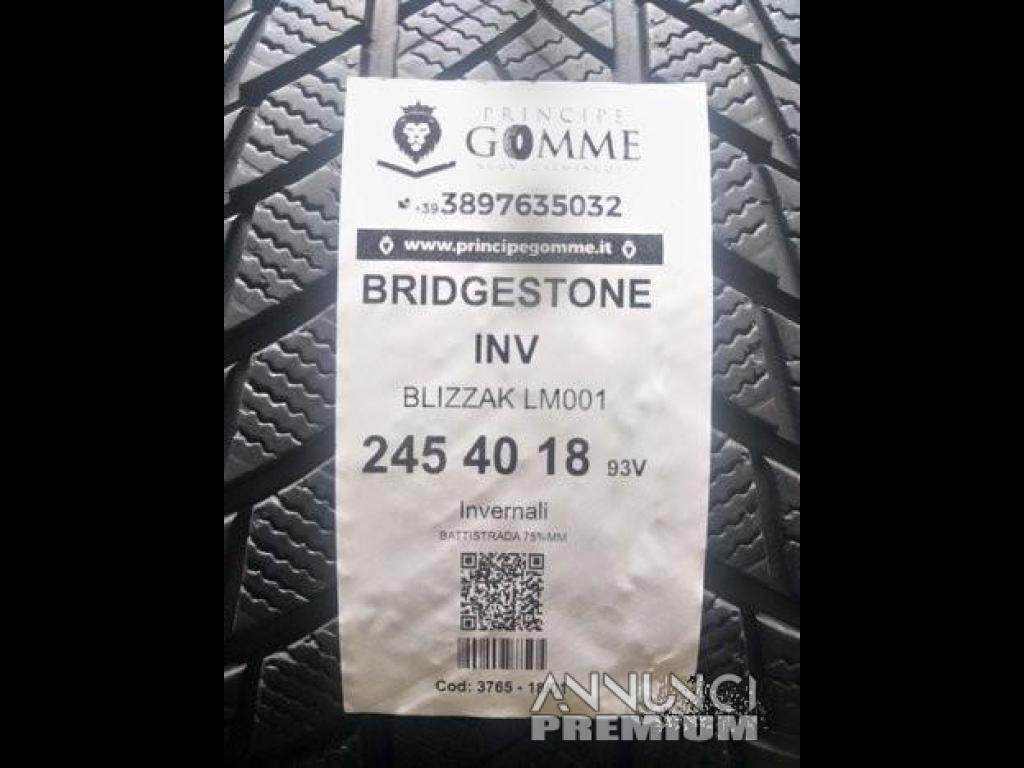 PRINCIPE
GOMME
+39 3897635032
www.principegomme.it
BRIDGESTONE
INV
BLIZZAK LM001
245 40 18 93V
Invernali
BATTISTRADA 75%MM
Cod: 3765 -
ANNUNCI
PREMIUM